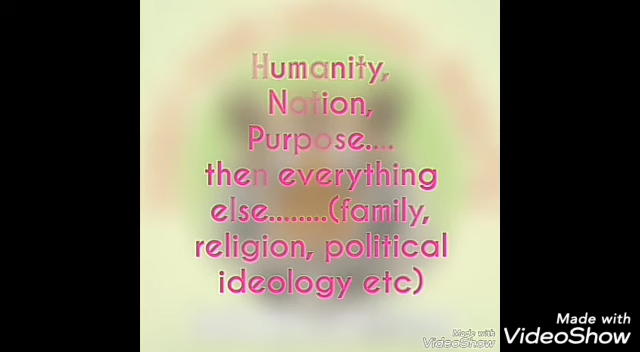 Humanity,
Nation,
Purpose....
then everything
else........(family,
religion, political
ideology etc)
Made with
VideoShow
Made with
VideoShow